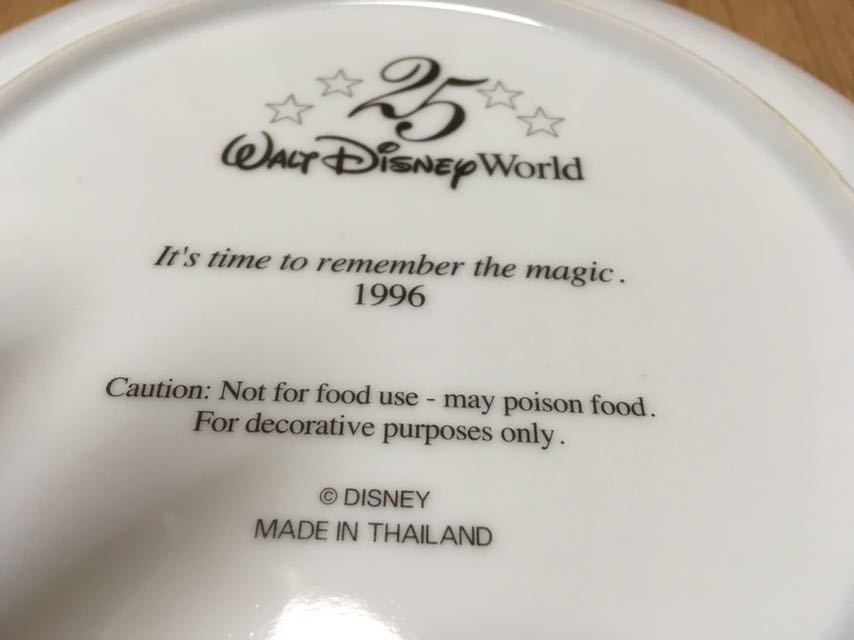 25
WALT DISNEY World
It's time to remember the magic.
1996
Caution: Not for food use - may poison food.
For decorative purposes only.
© DISNEY
MADE IN THAILAND